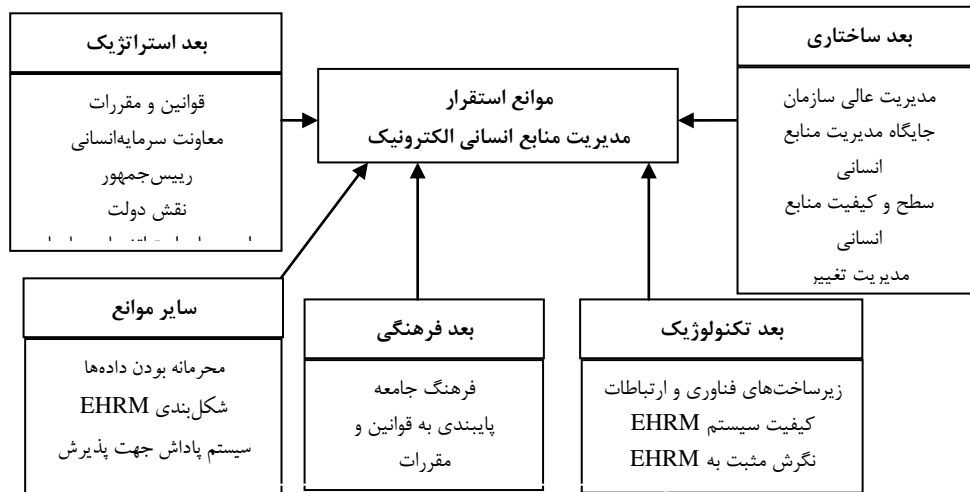 بعد ساختاری
مدیریت عالی سازمان
جایگاه مدیریت منابع
انسانی
سطح و کیفیت منابع
انسانی
مدیریت تغییر
موانع استقرار
مدیریت منابع انسانی الکترونیک
بعد استراتژیک
قوانین و مقررات
معاونت سرمایه‌انسانی
رییس‌جمهور
نقش دولت
بعد تکنولوژیک
زیرساخت‌های فناوری و ارتباطات
کیفیت سیستم EHRM
نگرش مثبت به EHRM
بعد فرهنگی
فرهنگ جامعه
پایبندی به قوانین و
مقررات
سایر موانع
محرمانه بودن داده‌ها
شکل‌بندی EHRM
سیستم پاداش جهت پذیرش